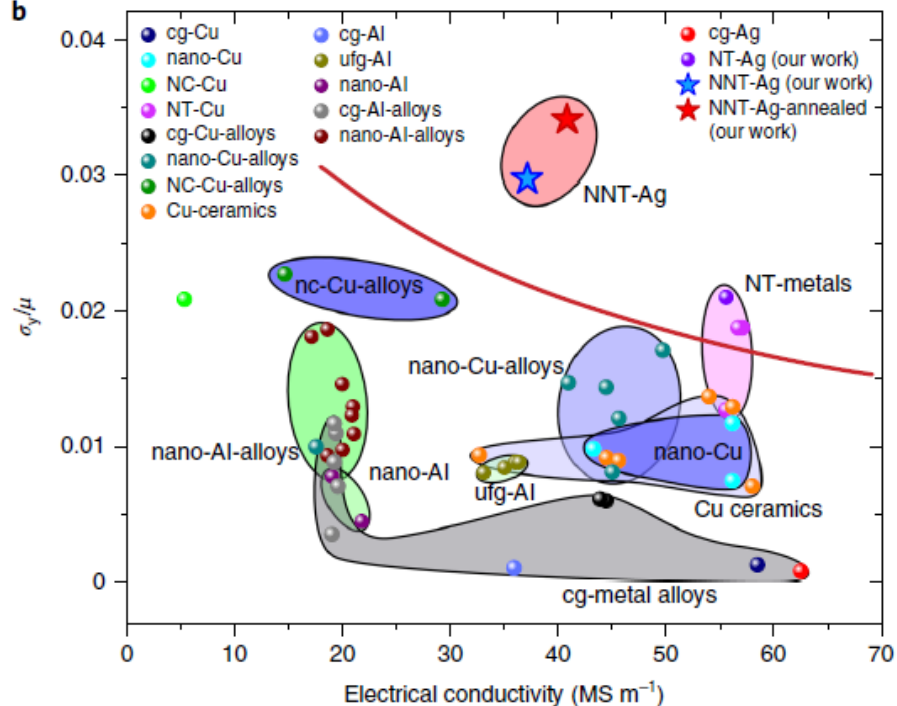 b
0.04
0.03
0.02
0.01
0
σy/μ
cg-Cu
nano-Cu
NC-Cu
NT-Cu
cg-Cu-alloys
nano-Cu-alloys
NC-Cu-alloys
Cu-ceramics
cg-Al
ufg-Al
nano-Al
cg-Al-alloys
nano-Al-alloys
cg-Ag
NT-Ag (our work)
NNT-Ag (our work)
NNT-Ag-annealed
(our work)
NNT-Ag
nc-Cu-alloys
NT-metals
nano-Cu-alloys
nano-Al-alloys
nano-Al
nano-Cu
ufg-Al
Cu ceramics
cg-metal alloys
0 10 20 30 40 50 60 70
Electrical conductivity (MS m⁻¹)